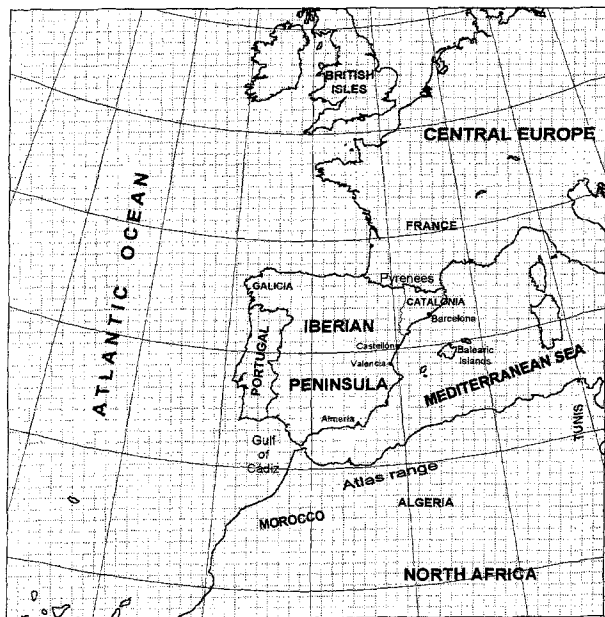 BRITISH
ISLES
CENTRAL EUROPE
ATLANTIC OCEAN
FRANCE
Pyrenees
GALICIA
CATALONIA
Barcelona
IBERIAN
PORTUGAL
Castellón
Balearic
Islands
Valencia
PENINSULA
MEDITERRANEAN SEA
Almería
TUNIS
Gulf
of
Cádiz
Atlas range
ALGERIA
MOROCCO
NORTH AFRICA